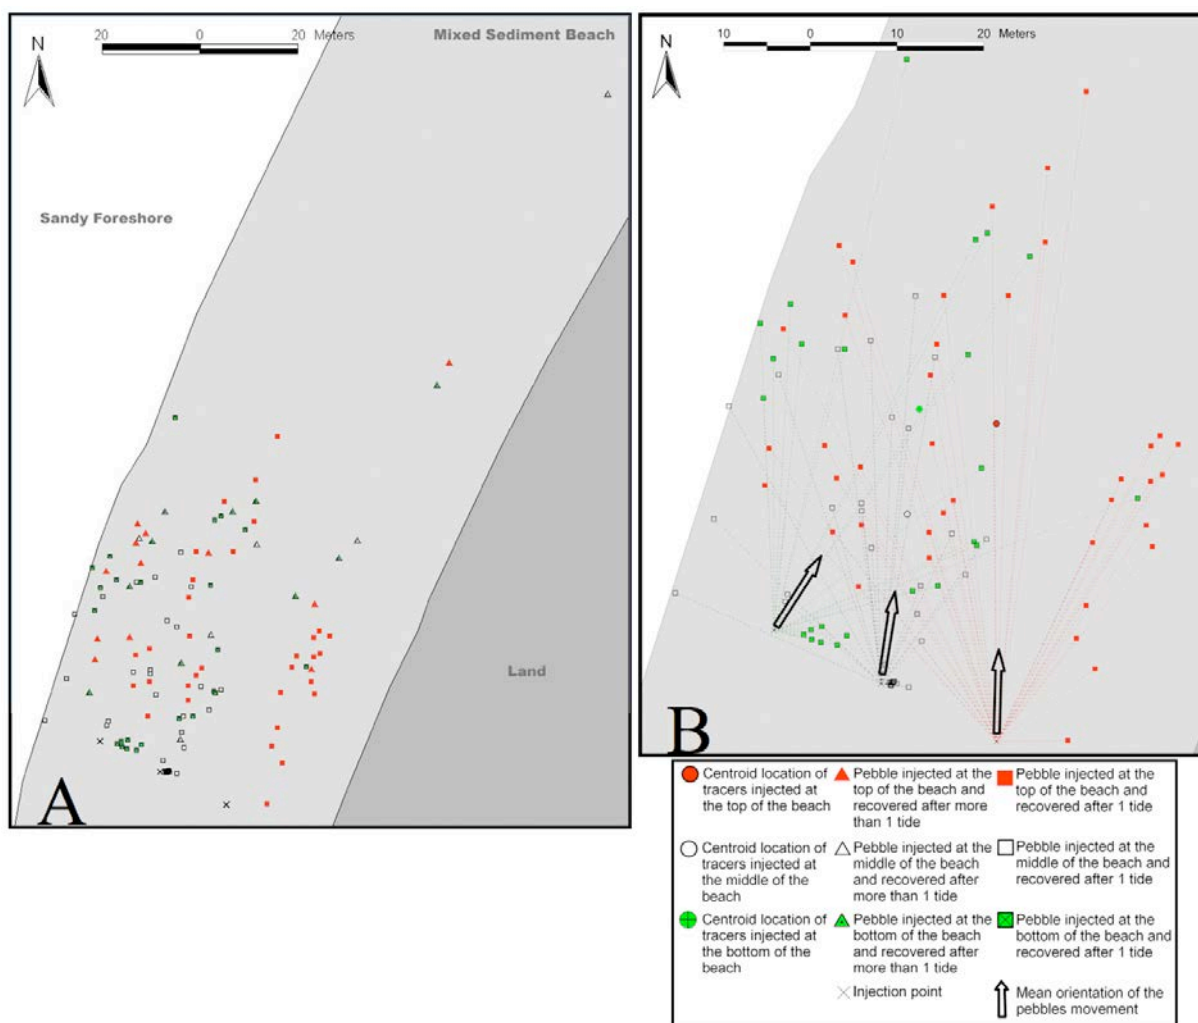 20 0 20 Meters
Mixed Sediment Beach
N
Sandy Foreshore
Land
A
10 0 10 20 Meters
N
B
Centroid location of
tracers injected at
the top of the beach
Pebble injected at the
top of the beach and
recovered after more
than 1 tide
Pebble injected at the
top of the beach and
recovered after 1 tide
Centroid location of
tracers injected at
the middle of the
beach
Pebble injected at the
middle of the beach
and recovered after
more than 1 tide
Pebble injected at the
middle of the beach and
recovered after 1 tide
Centroid location of
tracers injected at
the bottom of the
beach
Pebble injected at the
bottom of the beach
and recovered after
more than 1 tide
Pebble injected at the
bottom of the beach and
recovered after 1 tide
Injection point
Mean orientation of the
pebbles movement